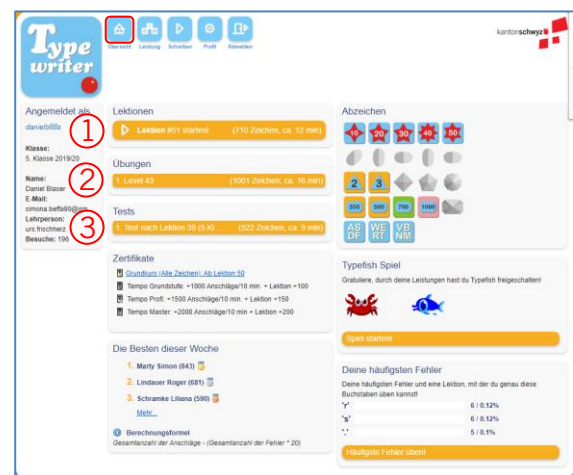 Type
writer
Übersicht
Leistung
Schreiben
Profil
Abmelden
kantonschwyz
Angemeldet als
Klasse:
5. Klasse 2019/20
Name:
Daniel Blaser
E-Mail:
Lehrperson:
urs.frischherz
Besuche: 196
1
2
3
Lektionen
Lektion #51 starten! (710 Zeichen, ca. 12 min)
Übungen
1. Level 43 (1001 Zeichen, ca. 16 min)
Tests
1. Test nach Lektion 39 (5.Kl... (522 Zeichen, ca. 9 min)
Zertifikate
Grundkurs (Alle Zeichen): Ab Lektion 50
Tempo Grundstufe: +1000 Anschläge/10 min. + Lektion +100
Tempo Profi: +1500 Anschläge/10 min + Lektion +150
Tempo Master: +2000 Anschläge/10 min + Lektion +200
Die Besten dieser Woche
1. Marty Simon (843)
2. Lindauer Roger (681)
3. Schramke Liliana (590)
Mehr...
Berechnungsformel
Gesamtanzahl der Anschläge - (Gesamtanzahl der Fehler * 20)
Abzeichen
10 20 30 40 50
2 3
350 500 750 1000
AS DF
WE RT
VB NM
Typefish Spiel
Gratuliere, durch deine Leistungen hast du Typefish freigeschalten!
Spiel starten!
Deine häufigsten Fehler
Deine häufigsten Fehler und eine Lektion, mit der du genau diese
Buchstaben üben kannst!
'r' 6 / 0.12%
's' 6 / 0.12%
'.' 5 / 0.1%
Häufigste Fehler üben!